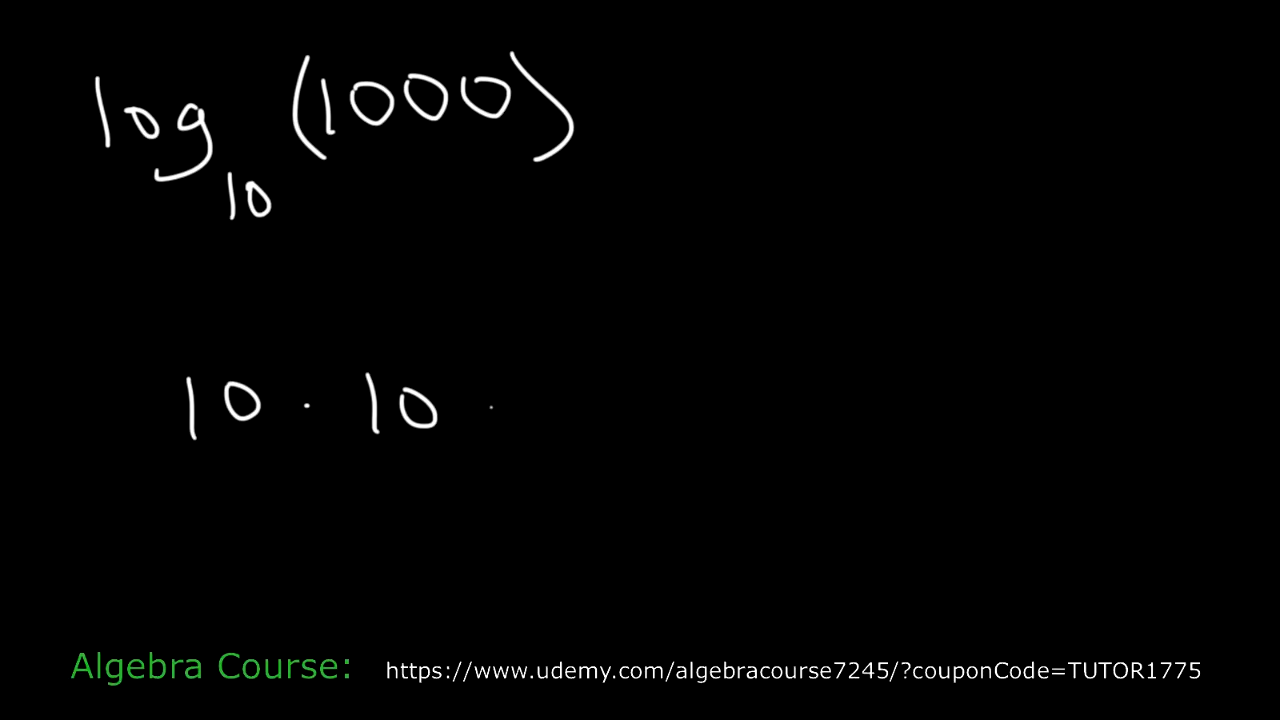 log₁₀ (1000)
10 · 10 ·
Algebra Course: https://www.udemy.com/algebracourse7245/?couponCode=TUTOR1775